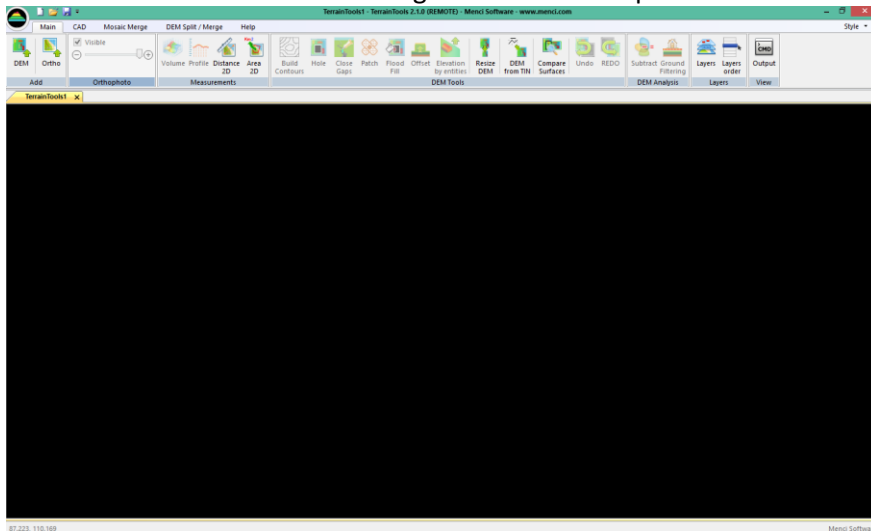 TerrainTools1 - TerrainTools 2.1.0 (REMOTE) - Menci Software - www.menci.com
Main CAD Mosaic Merge DEM Split / Merge Help Style
Visible
DEM Ortho Volume Profile Distance 2D Area 2D Build Contours Hole Close Gaps Patch Flood Fill Offset Elevation by entities Resize DEM DEM from TIN Compare Surfaces Undo REDO Subtract Ground Filtering Layers Layers order Output
Add Orthophoto Measurements DEM Tools DEM Analysis Layers View
TerrainTools1 x
87.223, 110.169 Menci Softwa